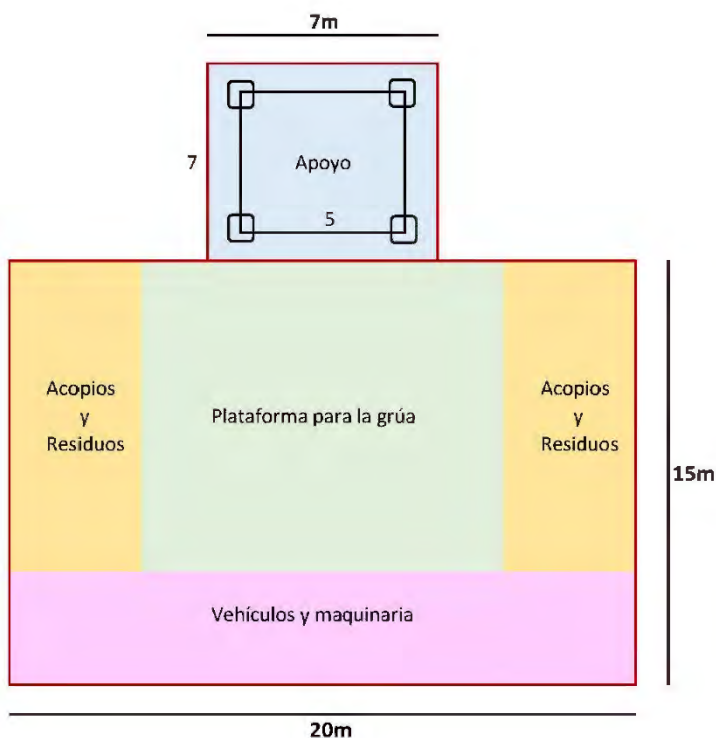 7m
7
Apoyo
5
Acopios
y
Residuos
Plataforma para la grúa
Acopios
y
Residuos
15m
Vehículos y maquinaria
20m